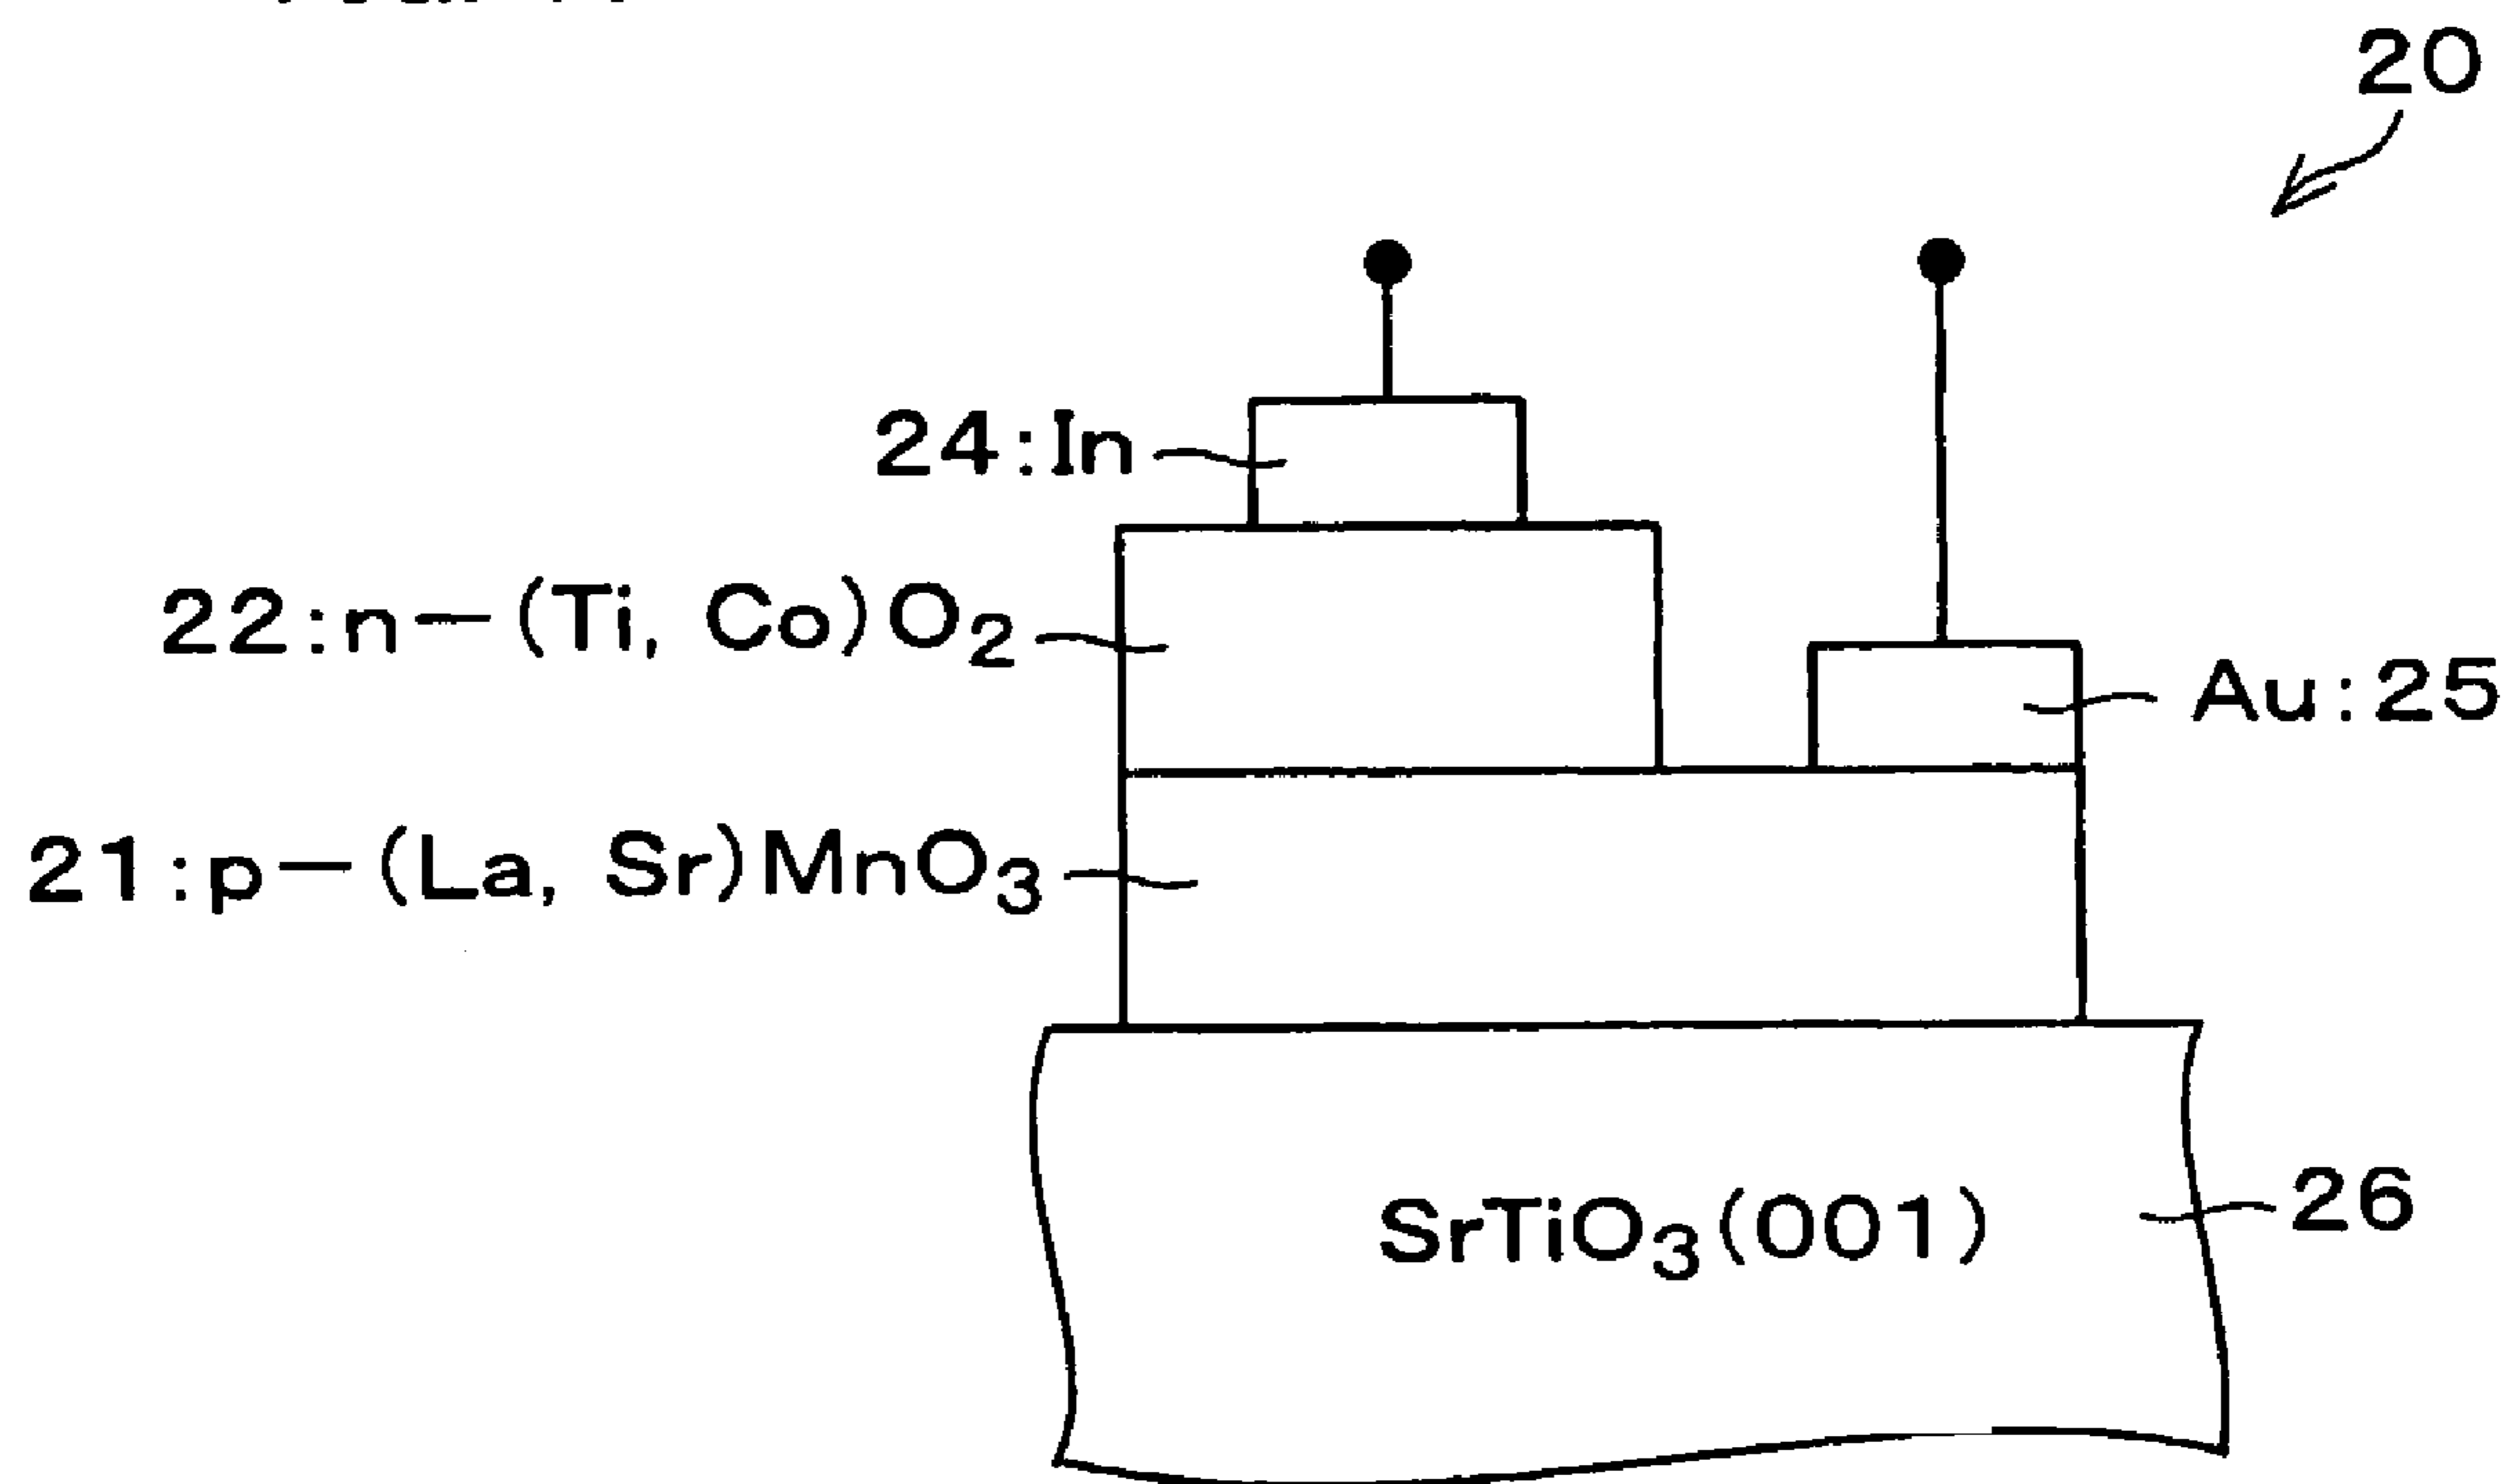 20
24:In
22:n—(Ti, Co)O2
Au:25
21:p—(La, Sr)MnO3
SrTiO3(001)
26